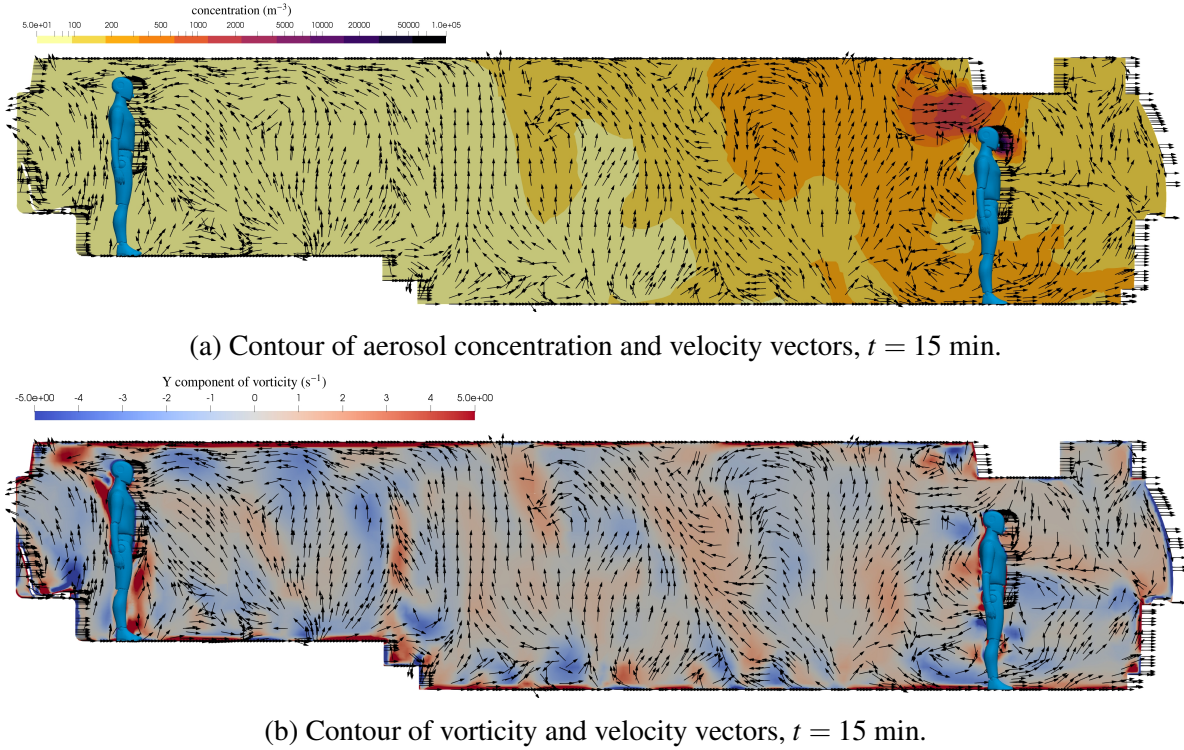 concentration (m⁻³)
5.0e+01 100 200 500 1000 2000 5000 10000 20000 50000 1.0e+05
(a) Contour of aerosol concentration and velocity vectors, t = 15 min.
Y component of vorticity (s⁻¹)
-5.0e+00 -4 -3 -2 -1 0 1 2 3 4 5.0e+00
(b) Contour of vorticity and velocity vectors, t = 15 min.